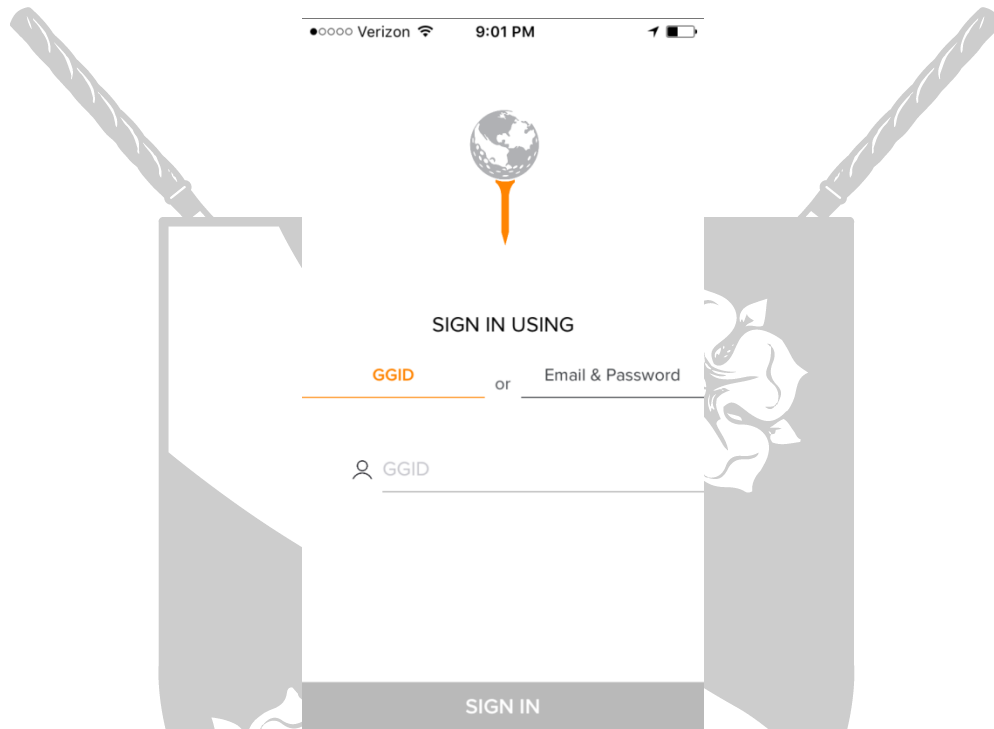 Verizon 9:01 PM
SIGN IN USING
GGID or Email & Password
GGID
SIGN IN